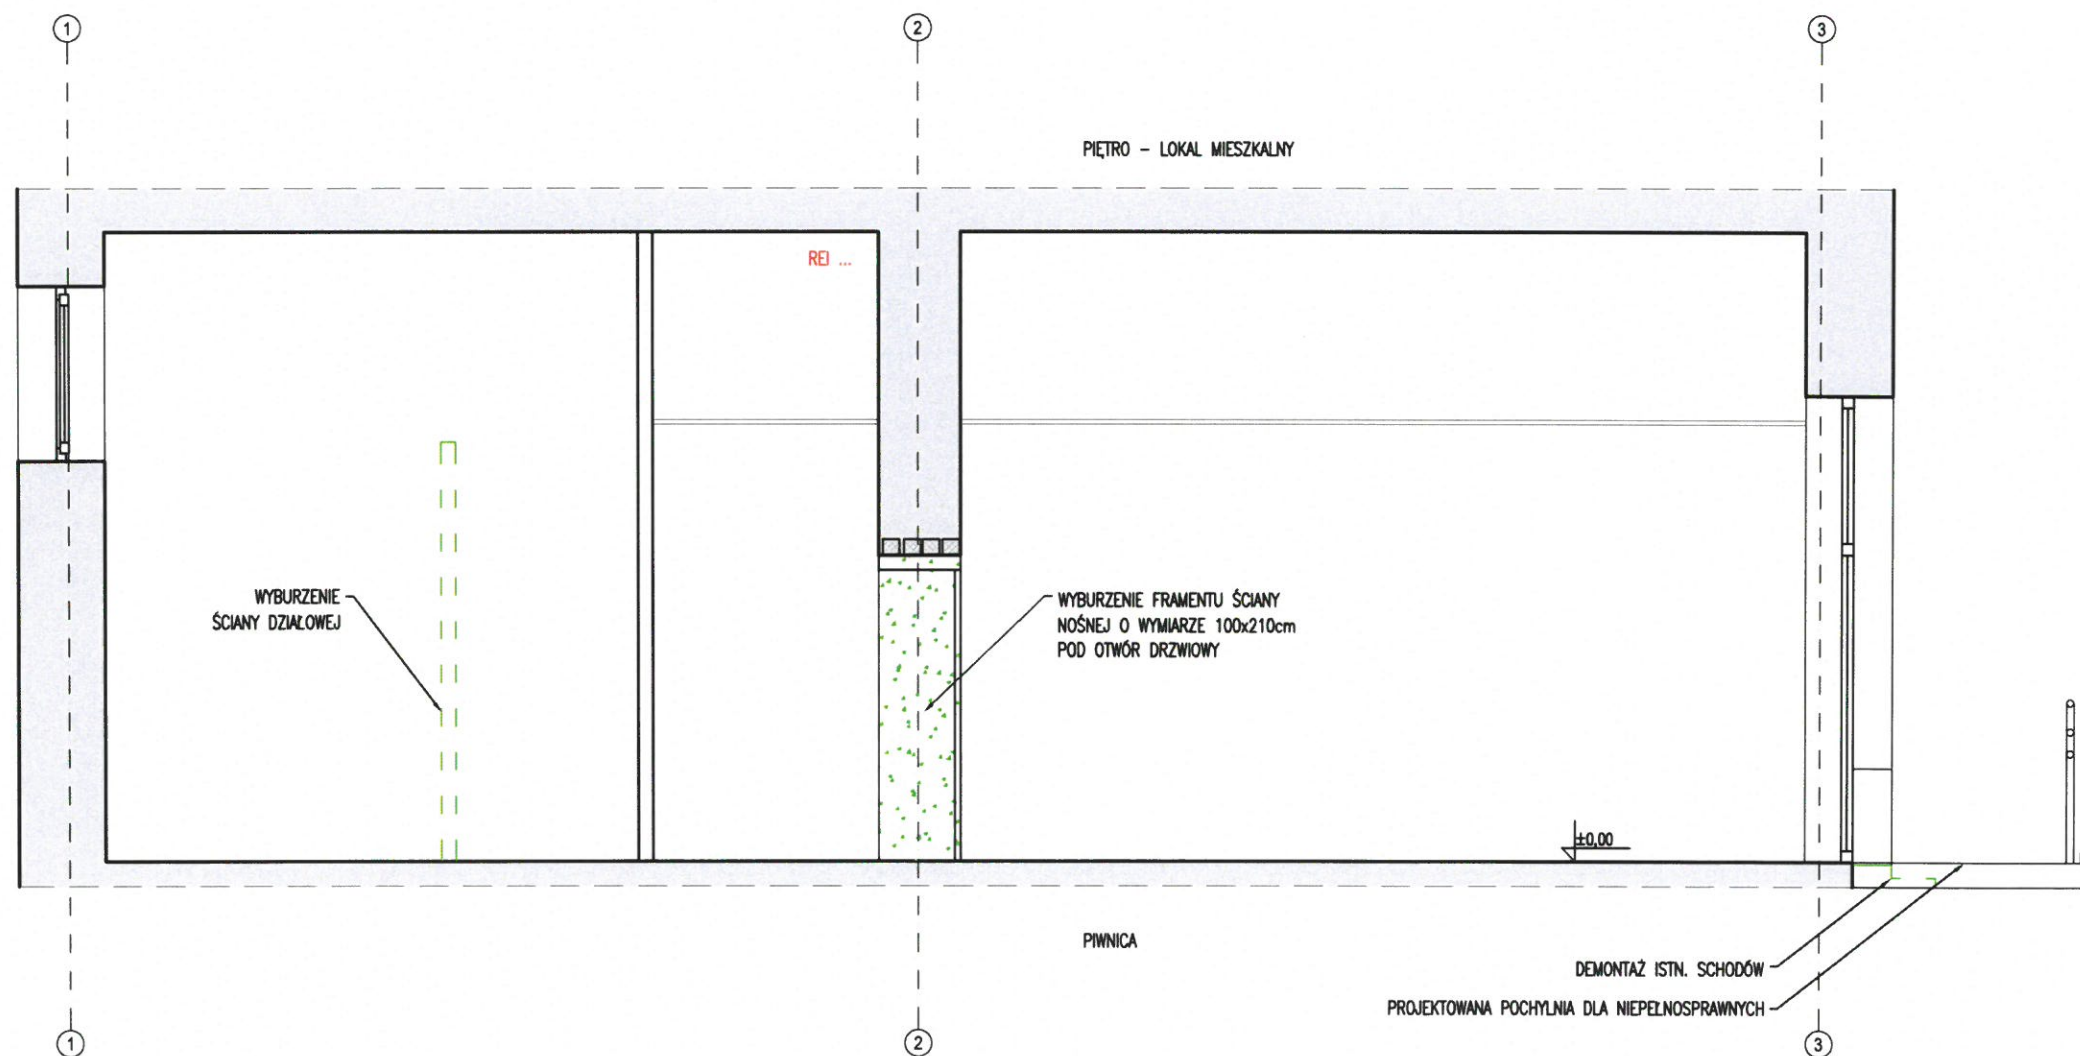 1
2
3
PIĘTRO – LOKAL MIESZKALNY
REI ...
WYBURZENIE
ŚCIANY DZIAŁOWEJ
WYBURZENIE FRAMENTU ŚCIANY
NOŚNEJ O WYMIARZE 100x210cm
POD OTWÓR DRZWIOWY
±0,00
PIWNICA
DEMONTAŻ ISTN. SCHODÓW
PROJEKTOWANA POCHYLNIA DLA NIEPEŁNOSPRAWNYCH
1
2
3